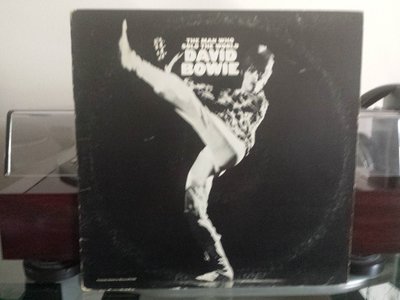 THE MAN WHO
SOLD THE WORLD
DAVID
BOWIE